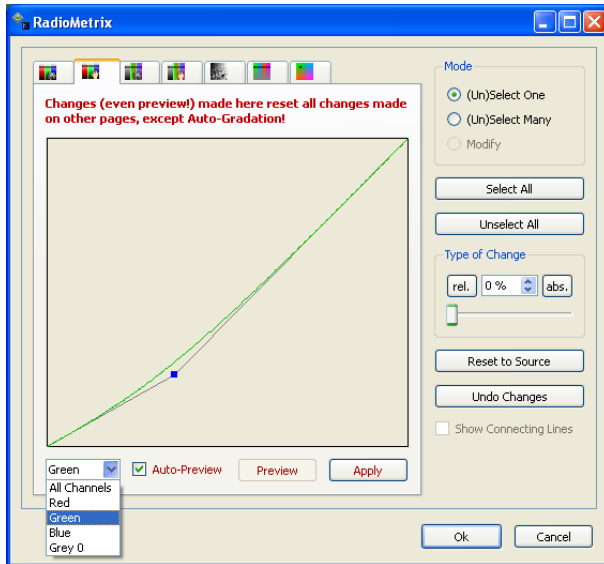 RadioMetrix
Changes (even preview!) made here reset all changes made
on other pages, except Auto-Gradation!
Green
Auto-Preview
Preview
Apply
All Channels
Red
Green
Blue
Grey 0
Mode
(Un)Select One
(Un)Select Many
Modify
Select All
Unselect All
Type of Change
rel.
0 %
abs.
Reset to Source
Undo Changes
Show Connecting Lines
Ok
Cancel